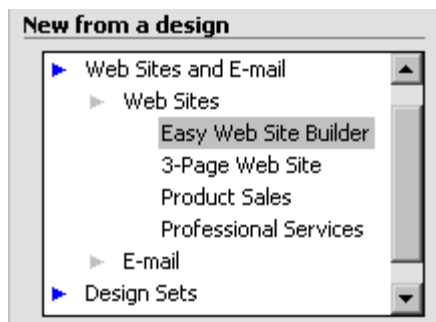 New from a design
Web Sites and E-mail
Web Sites
Easy Web Site Builder
3-Page Web Site
Product Sales
Professional Services
E-mail
Design Sets